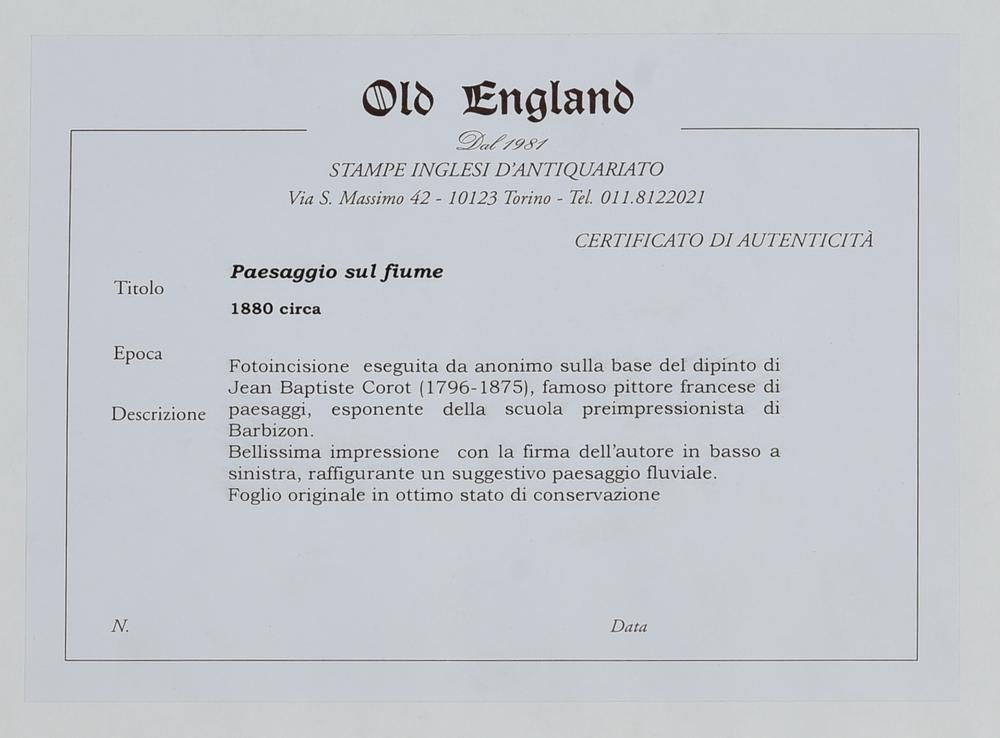 Old England
Dal 1981
STAMPE INGLESI D'ANTIQUARIATO
Via S. Massimo 42 - 10123 Torino - Tel. 011.8122021
CERTIFICATO DI AUTENTICITÀ
Titolo
Paesaggio sul fiume
1880 circa
Epoca
Descrizione
Fotoincisione eseguita da anonimo sulla base del dipinto di
Jean Baptiste Corot (1796-1875), famoso pittore francese di
paesaggi, esponente della scuola preimpressionista di
Barbizon.
Bellissima impressione con la firma dell'autore in basso a
sinistra, raffigurante un suggestivo paesaggio fluviale.
Foglio originale in ottimo stato di conservazione
N.
Data